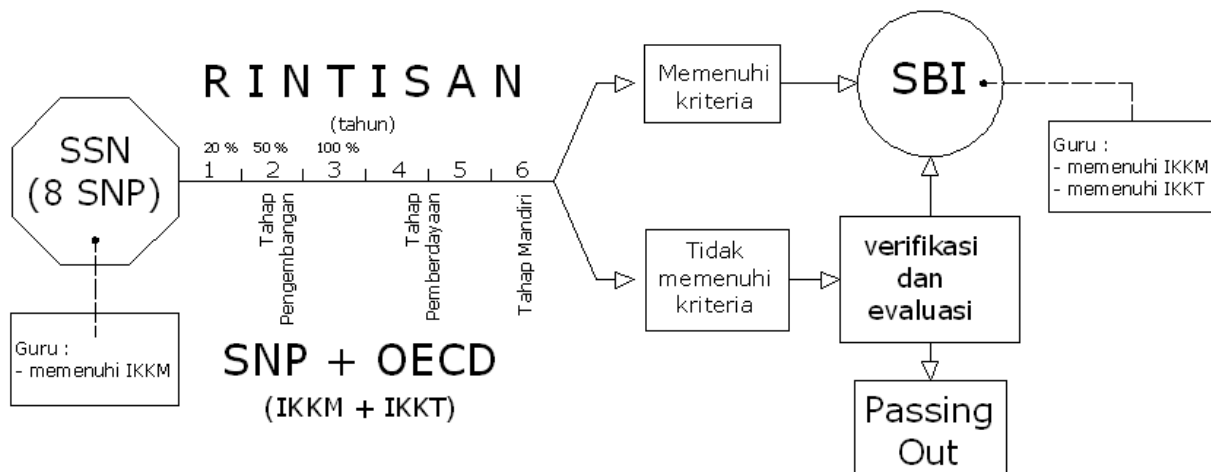 SSN
(8 SNP)
Guru :
- memenuhi IKKM
R I N T I S A N
(tahun)
20 % 50 % 100 %
1 2 3 4 5 6
Tahap
Pengembangan
Tahap
Pemberdayaan
Tahap Mandiri
SNP + OECD
(IKKM + IKKT)
Memenuhi
kriteria
Tidak
memenuhi
kriteria
SBI
Guru :
- memenuhi IKKM
- memenuhi IKKT
verifikasi
dan
evaluasi
Passing
Out